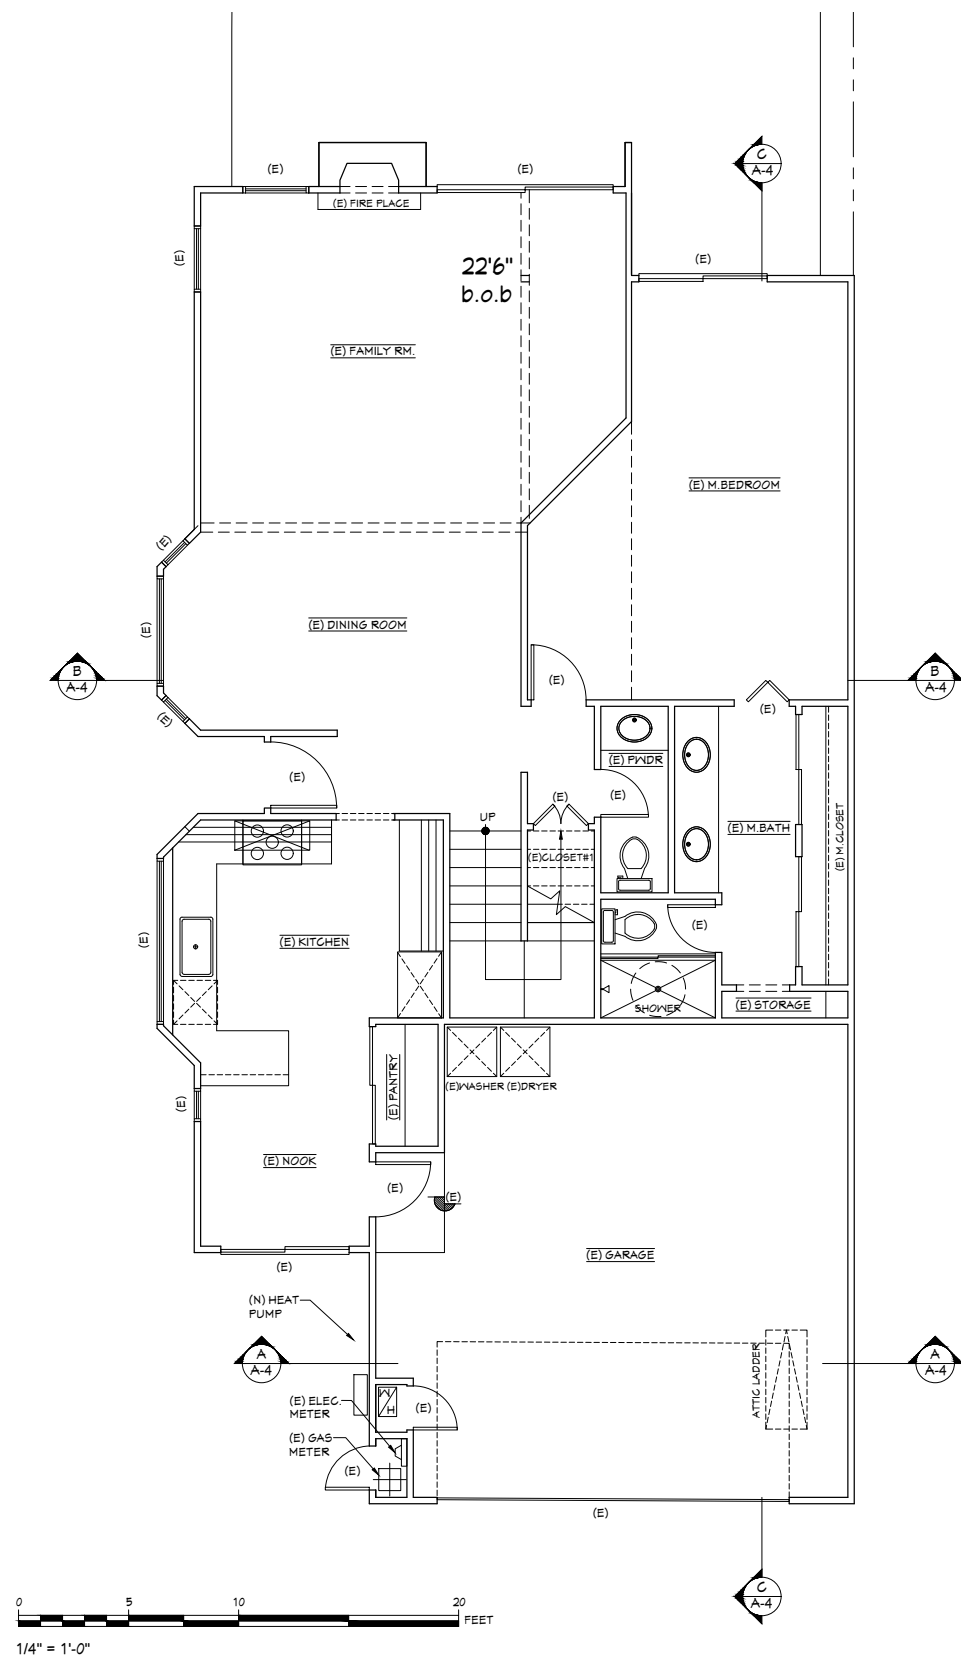 C
A-4
(E)
(E)
(E) FIRE PLACE
(E)
(E)
22'6"
b.o.b
(E) FAMILY RM.
(E) M.BEDROOM
(E)
(E) DINING ROOM
(E)
B
A-4
(E)
B
A-4
(E)
(E)
(E)
(E) PWDR
(E)
(E)
(E)
UP
(E) M.BATH
(E) M.CLOSET
(E)CLOSET#1
(E)
(E) KITCHEN
(E)
(E) STORAGE
SHOWER
(E) PANTRY
(E)WASHER
(E)DRYER
(E)
(E) NOOK
(E)
(E)
(E) GARAGE
(E)
(N) HEAT
PUMP
A
A-4
A
A-4
ATTIC LADDER
(E) ELEC.
METER
W
H
(E)
(E) GAS
METER
(E)
(E)
C
A-4
0 5 10 20
FEET
1/4" = 1'-0"